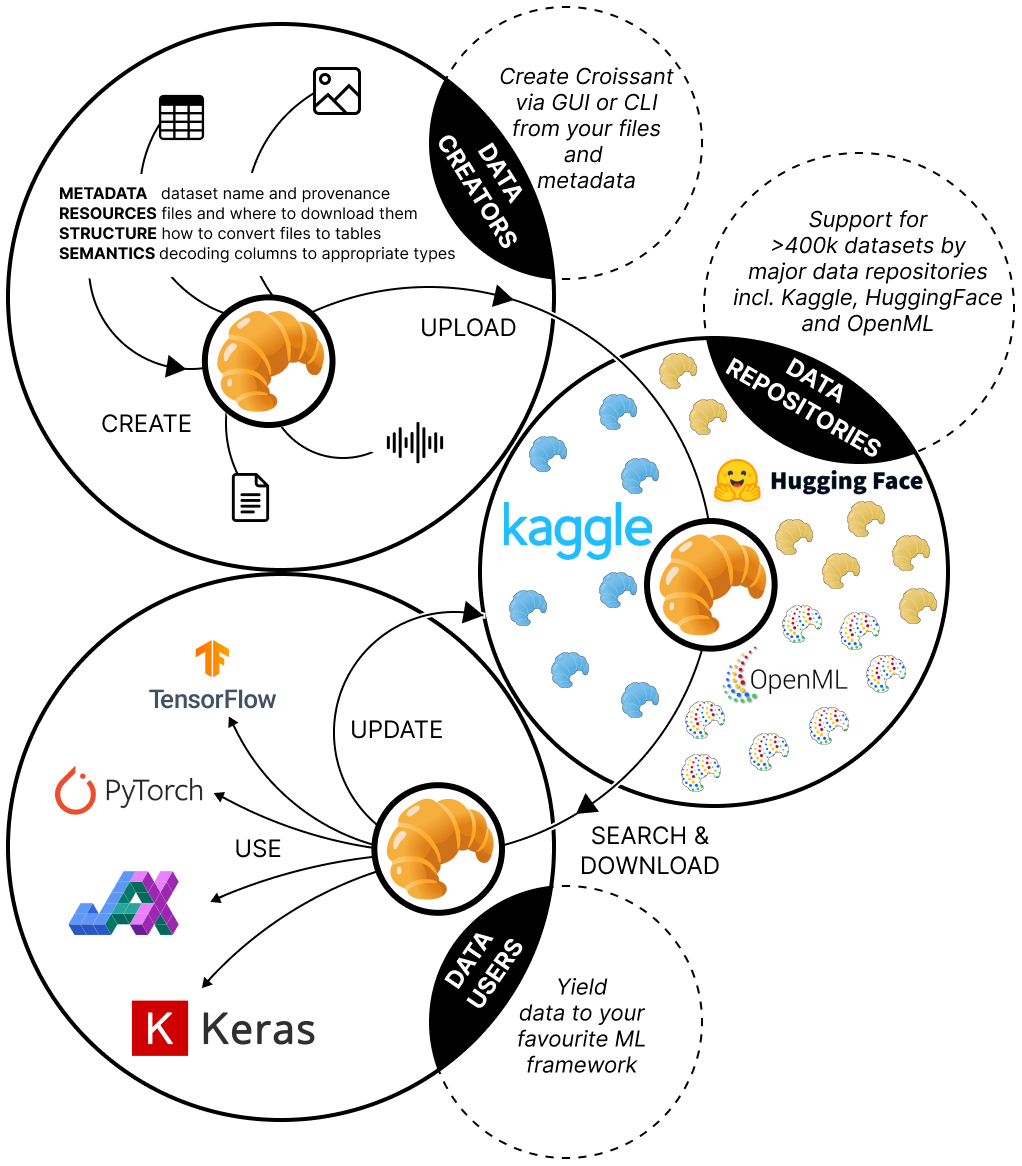 Create Croissant
via GUI or CLI
from your files
and
metadata
DATA
CREATORS
METADATA dataset name and provenance
RESOURCES files and where to download them
STRUCTURE how to convert files to tables
SEMANTICS decoding columns to appropriate types
UPLOAD
CREATE
Support for
>400k datasets by
major data repositories
incl. Kaggle, HuggingFace
and OpenML
DATA
REPOSITORIES
Hugging Face
kaggle
OpenML
TensorFlow
UPDATE
PyTorch
USE
JAX
K Keras
SEARCH &
DOWNLOAD
DATA
USERS
Yield
data to your
favourite ML
framework